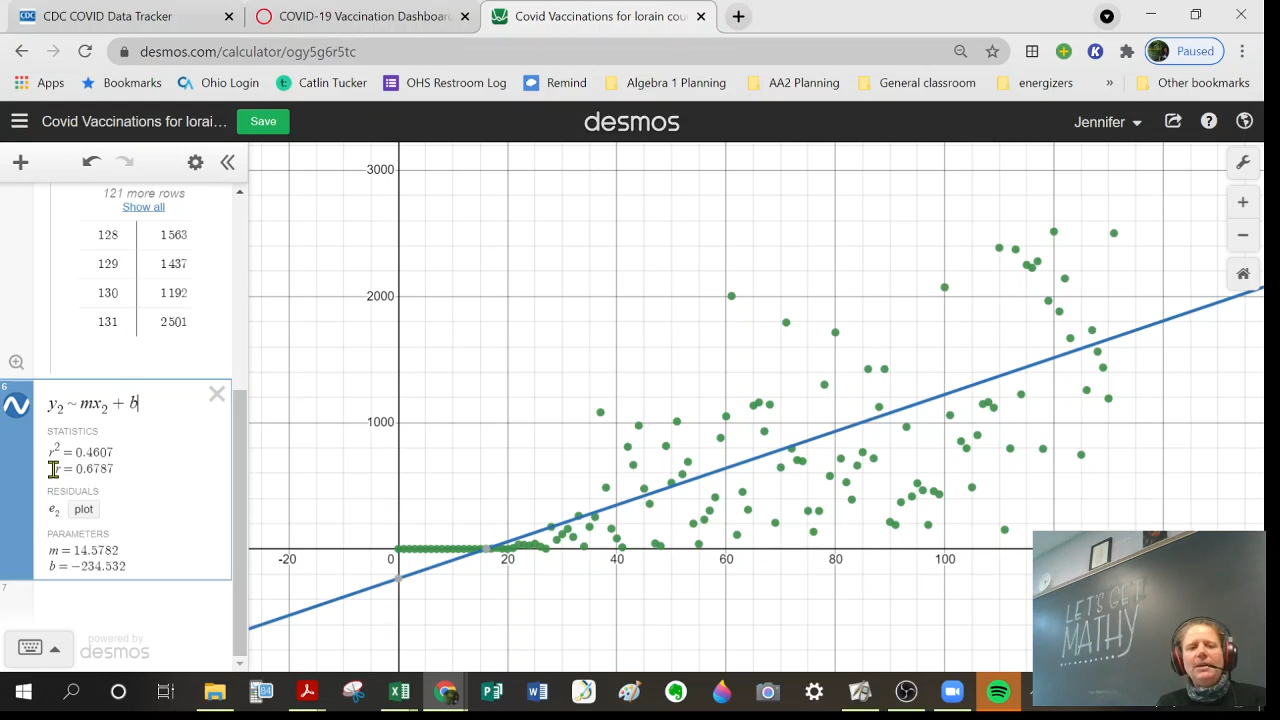 CDC COVID Data Tracker
COVID-19 Vaccination Dashboar
Covid Vaccinations for lorain cou
desmos.com/calculator/ogy5g6r5tc
Paused
Apps
Bookmarks
Ohio Login
Catlin Tucker
OHS Restroom Log
Remind
Algebra 1 Planning
AA2 Planning
General classroom
energizers
»
Other bookmarks
Covid Vaccinations for lorai...
Save
desmos
Jennifer
121 more rows
Show all
128 1563
129 1437
130 1192
131 2501
6
y₂ ~ mx₂ + b
STATISTICS
r² = 0.4607
r = 0.6787
RESIDUALS
e₂ plot
PARAMETERS
m = 14.5782
b = −234.532
7
powered by
desmos
3000
2000
1000
-20 0 20 40 60 80 100
LET'S GET
MATHY